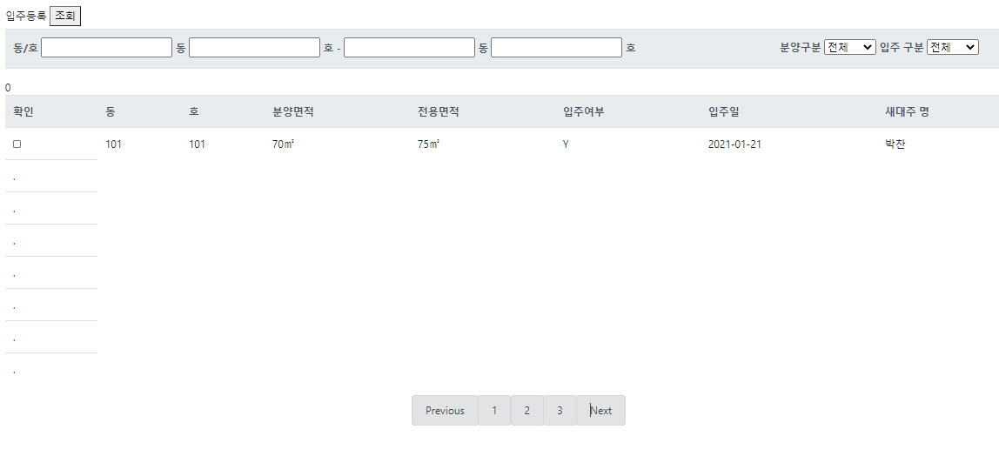 입주등록 조회
동/호 동 호 - 동 호 분양구분 전체 입주 구분 전체
0
확인 동 호 분양면적 전용면적 입주여부 입주일 새대주 명
101 101 70㎡ 75㎡ Y 2021-01-21 박찬
.
.
.
.
.
.
.
Previous 1 2 3 Next